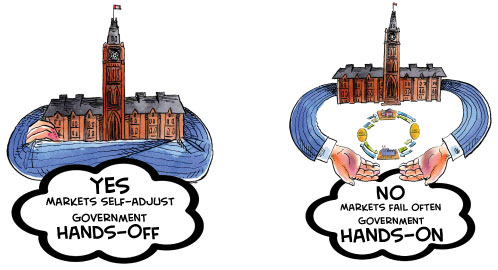 YES
MARKETS SELF-ADJUST
GOVERNMENT
HANDS-OFF
NO
MARKETS FAIL OFTEN
GOVERNMENT
HANDS-ON